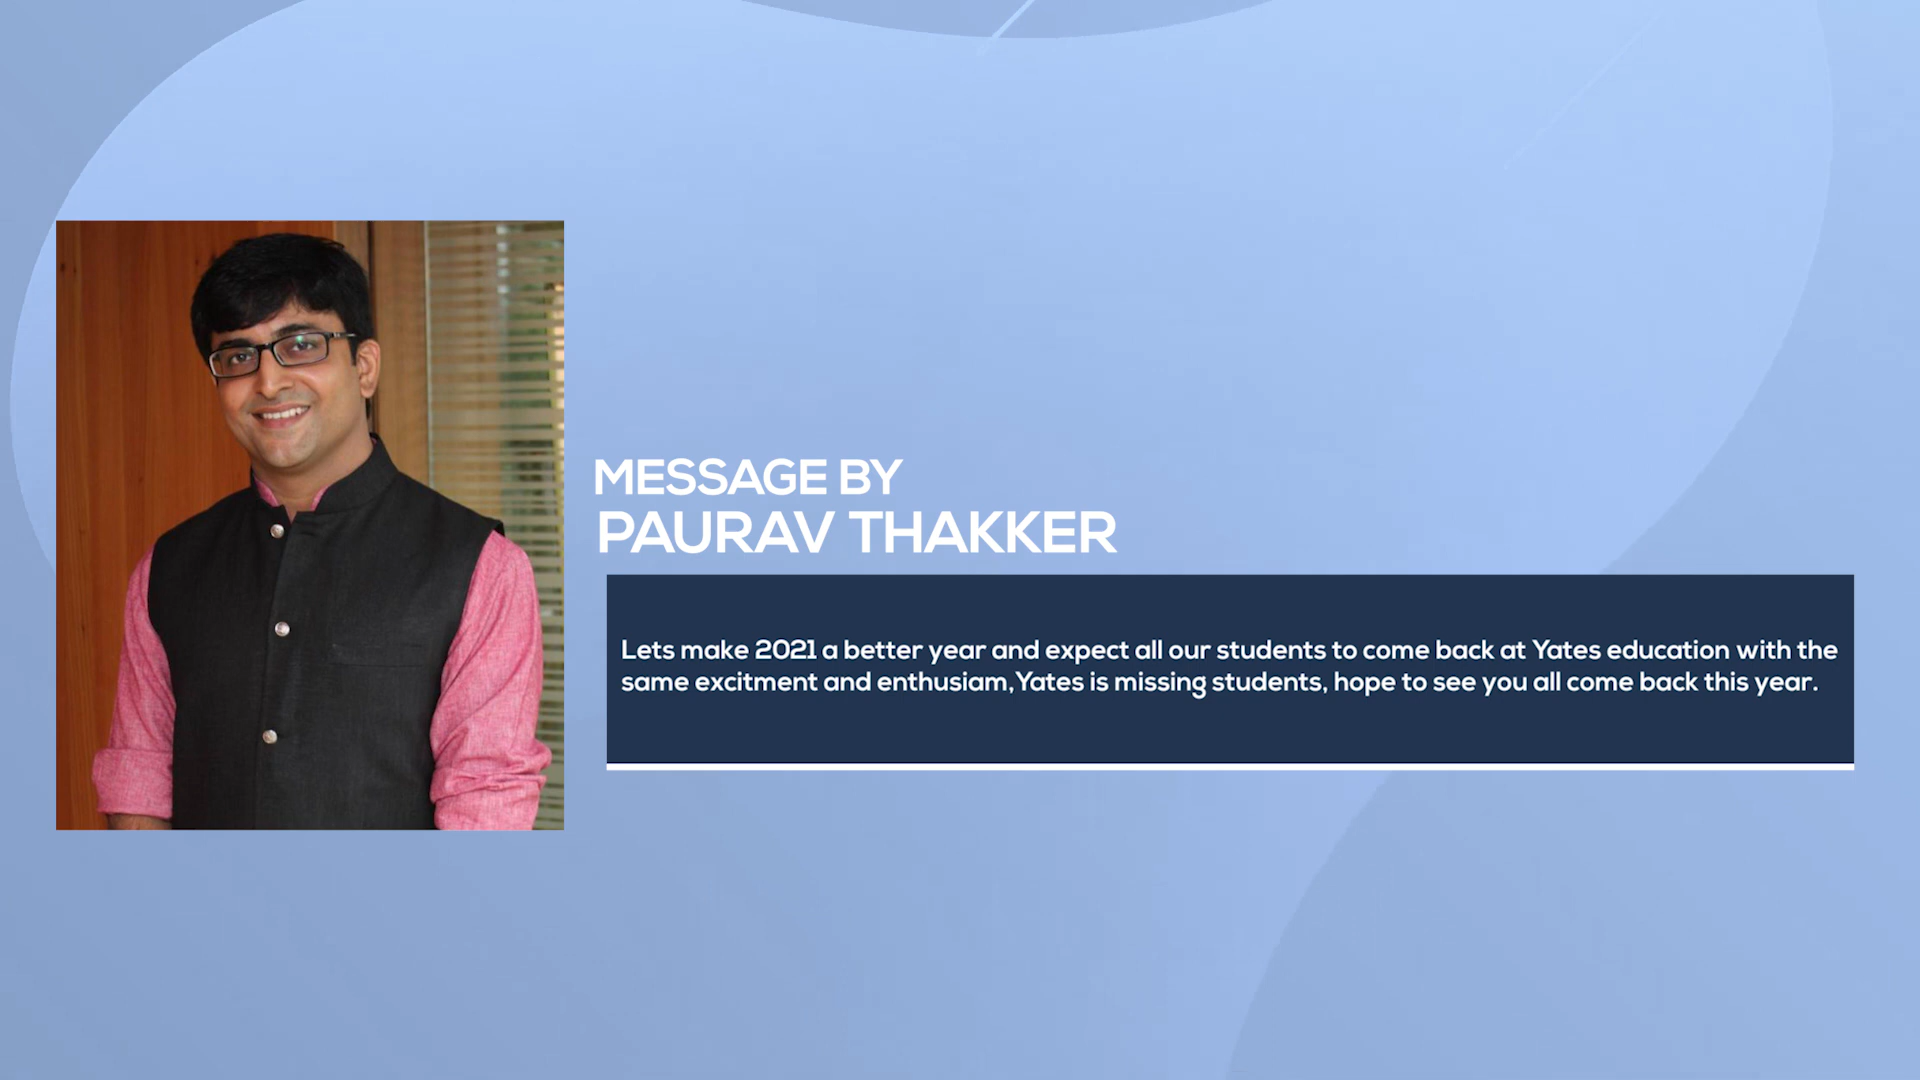 MESSAGE BY
PAURAV THAKKER
Lets make 2021 a better year and expect all our students to come back at Yates education with the
same excitment and enthusiam,Yates is missing students, hope to see you all come back this year.